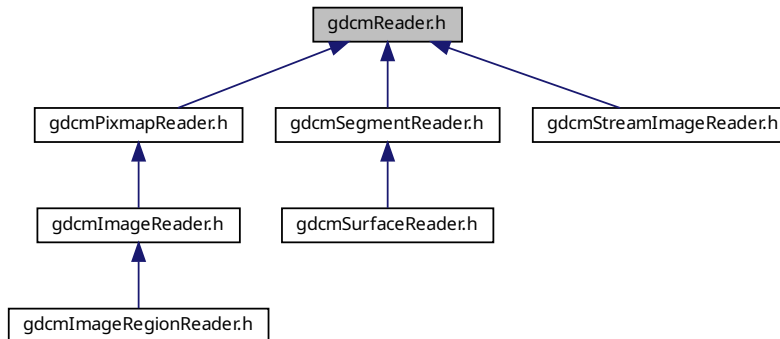 gdcmReader.h
gdcmPixmapReader.h
gdcmSegmentReader.h
gdcmStreamImageReader.h
gdcmImageReader.h
gdcmSurfaceReader.h
gdcmImageRegionReader.h